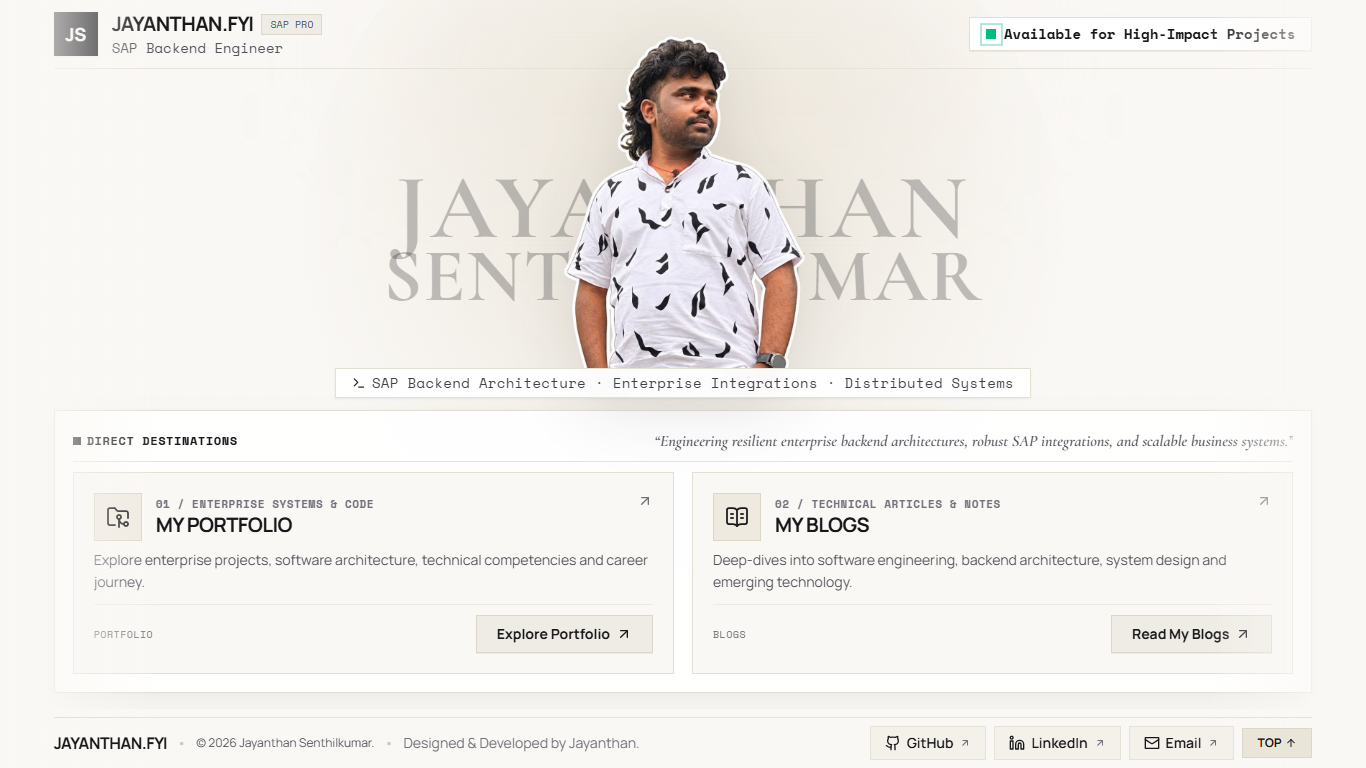 JS
JAYANTHAN.FYI
SAP PRO
SAP Backend Engineer
Available for High-Impact Projects
JAYA HAN
SENT MAR
SAP Backend Architecture · Enterprise Integrations · Distributed Systems
DIRECT DESTINATIONS
“Engineering resilient enterprise backend architectures, robust SAP integrations, and scalable business systems.”
01 / ENTERPRISE SYSTEMS & CODE
MY PORTFOLIO
Explore enterprise projects, software architecture, technical competencies and career
journey.
PORTFOLIO
Explore Portfolio
02 / TECHNICAL ARTICLES & NOTES
MY BLOGS
Deep-dives into software engineering, backend architecture, system design and
emerging technology.
BLOGS
Read My Blogs
JAYANTHAN.FYI • © 2026 Jayanthan Senthilkumar. • Designed & Developed by Jayanthan.
GitHub
LinkedIn
Email
TOP ↑